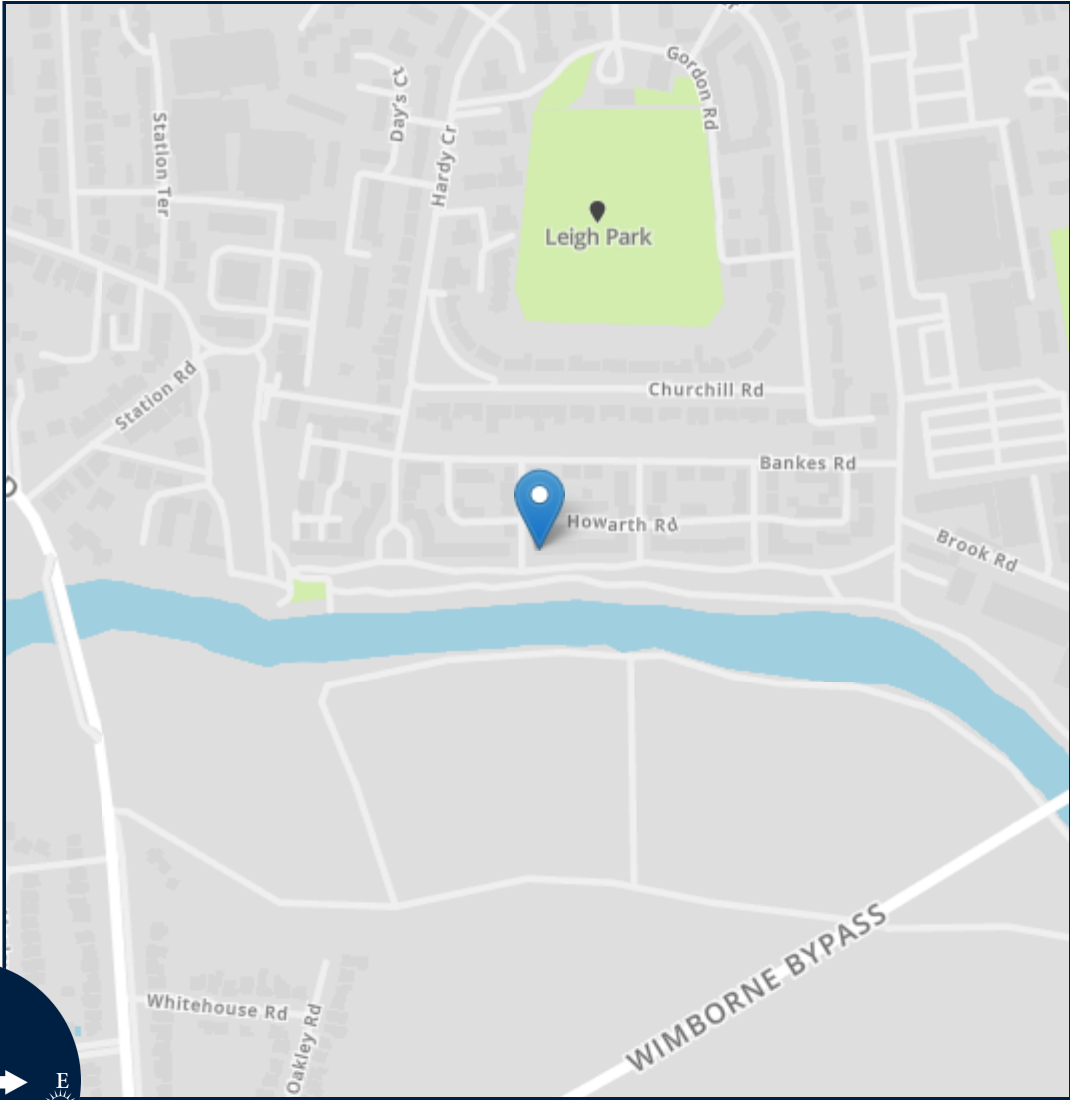 Gordon Rd
Day's Ct
Station Ter
Hardy Cr
Leigh Park
Station Rd
Churchill Rd
Bankes Rd
Howarth Rd
Brook Rd
WIMBORNE BYPASS
Whitehouse Rd
Oakley Rd
E